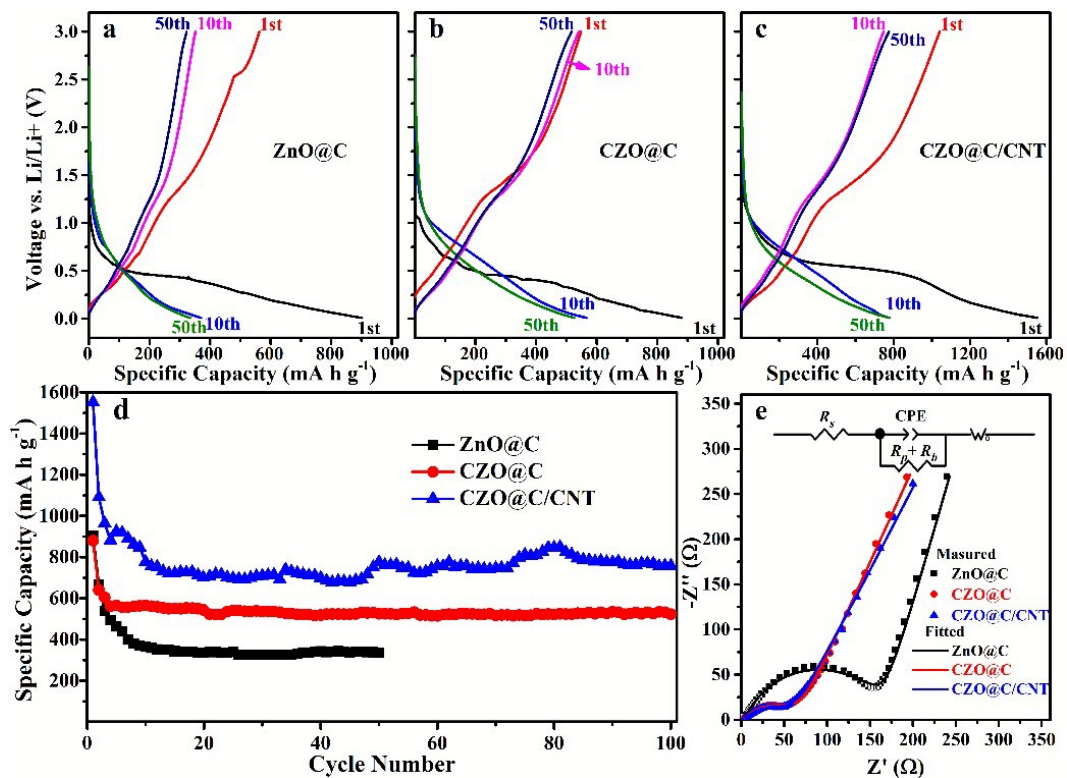 a
50th
10th
1st
ZnO@C
50th
10th
1st
3.0
2.5
2.0
1.5
1.0
0.5
0.0
0
200
400
600
800
1000
Voltage vs. Li/Li+ (V)
Specific Capacity (mA h g-1)
b
50th
1st
10th
CZO@C
10th
50th
1st
0
200
400
600
800
1000
Specific Capacity (mA h g-1)
c
10th
50th
1st
CZO@C/CNT
10th
50th
1st
0
400
800
1200
1600
Specific Capacity (mA h g-1)
d
ZnO@C
CZO@C
CZO@C/CNT
1600
1400
1200
1000
800
600
400
200
0
20
40
60
80
100
Specific Capacity (mA h g-1)
Cycle Number
e
Rs
CPE
Rp+ Rb
W
Masured
ZnO@C
CZO@C
CZO@C/CNT
Fitted
ZnO@C
CZO@C
CZO@C/CNT
350
300
250
200
150
100
50
0
0
50
100
150
200
250
300
350
-Z'' (Ω)
Z' (Ω)